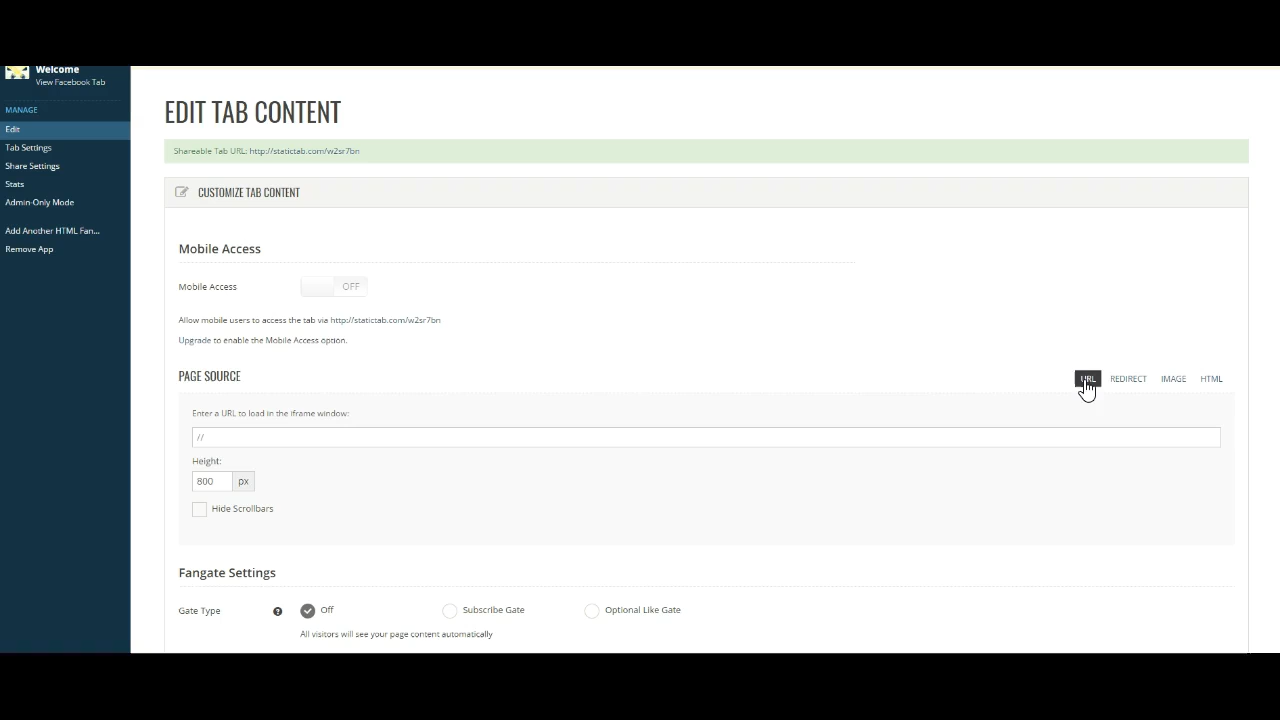 Welcome
View Facebook Tab
MANAGE
Edit
Tab Settings
Share Settings
Stats
Admin-Only Mode
Add Another HTML Fan...
Remove App
EDIT TAB CONTENT
Shareable Tab URL: http://statictab.com/w2sr7bn
CUSTOMIZE TAB CONTENT
Mobile Access
Mobile Access OFF
Allow mobile users to access the tab via http://statictab.com/w2sr7bn
Upgrade to enable the Mobile Access option.
PAGE SOURCE URL REDIRECT IMAGE HTML
Enter a URL to load in the iframe window:
//
Height:
800 px
Hide Scrollbars
Fangate Settings
Gate Type ? Off Subscribe Gate Optional Like Gate
All visitors will see your page content automatically